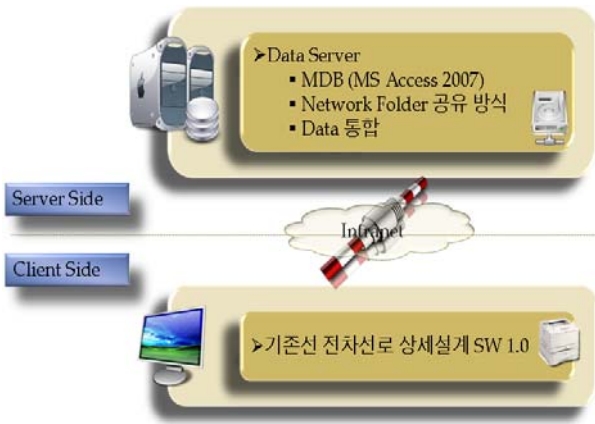 ➢Data Server
▪ MDB (MS Access 2007)
▪ Network Folder 공유 방식
▪ Data 통합
Server Side
Intranet
Client Side
➢기존선 전차선로 상세설계 SW 1.0